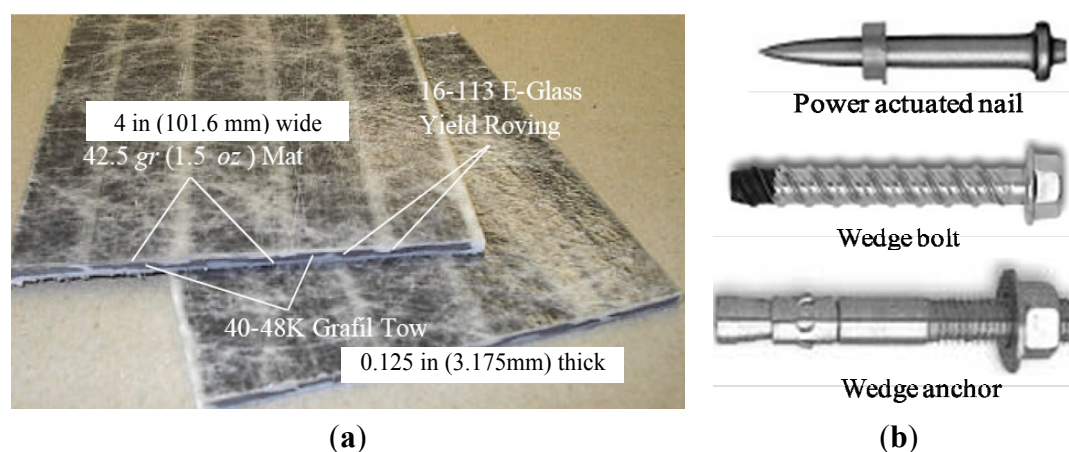 16-113 E-Glass
Yield Roving
4 in (101.6 mm) wide
42.5 gr (1.5 oz ) Mat
40-48K Grafil Tow
0.125 in (3.175mm) thick
(a)
Power actuated nail
Wedge bolt
Wedge anchor
(b)